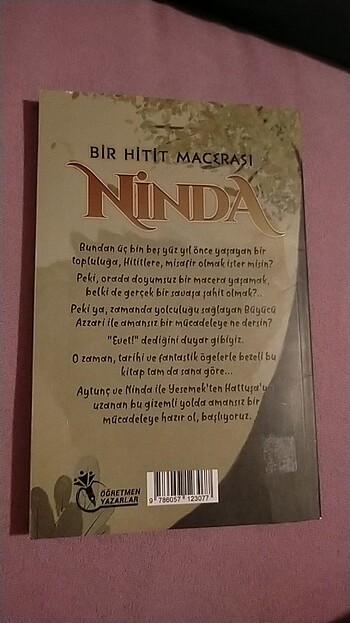 BİR HİTİT MACERASI
NİNDA
Bundan üç bin beş yüz yıl önce yaşayan bir
topluluğa, Hititlere, misafir olmak ister misin?
Peki, orada doyumsuz bir macera yaşamak,
belki de gerçek bir savaşa şahit olmak?..
Peki ya, zamanda yolculuğu sağlayan Büyücü
Azzari ile amansız bir mücadeleye ne dersin?
"Evet!" dediğini duyar gibiyiz.
O zaman, tarihi ve fantastik ögelerle bezeli bu
kitap tam da sana göre...
Aytunç ve Ninda ile Yesemek'ten Hattuşa'ya
uzanan bu gizemli yolda amansız bir
mücadeleye hazır ol, başlıyoruz.
ÖĞRETMEN
YAZARLAR
9 786057 123077